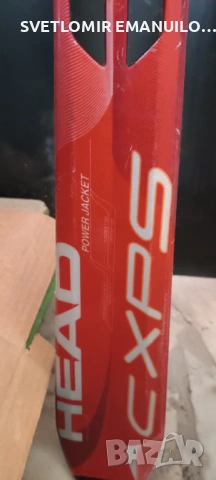 SVETLOMIR EMANUILO...
HEAD
POWER JACKET
CXPS
BAZAR